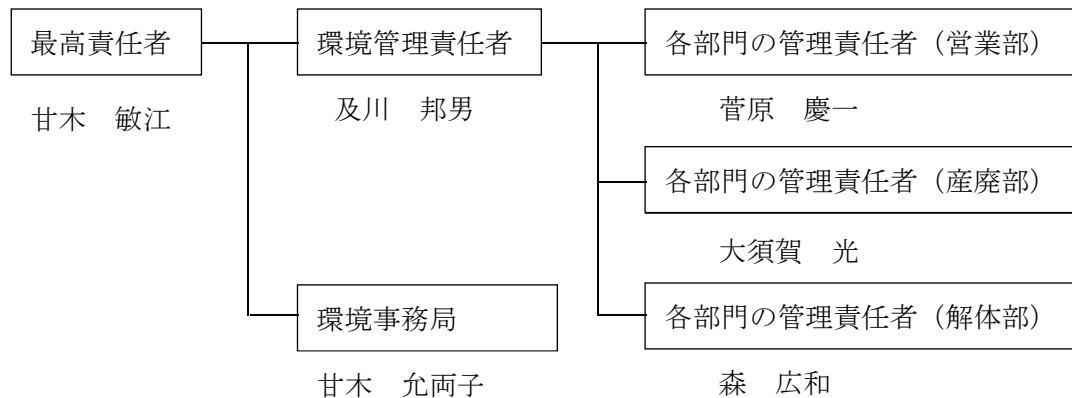 最高責任者
甘木　敏江
環境管理責任者
及川　邦男
環境事務局
甘木　允両子
各部門の管理責任者（営業部）
菅原　慶一
各部門の管理責任者（産廃部）
大須賀　光
各部門の管理責任者（解体部）
森　広和